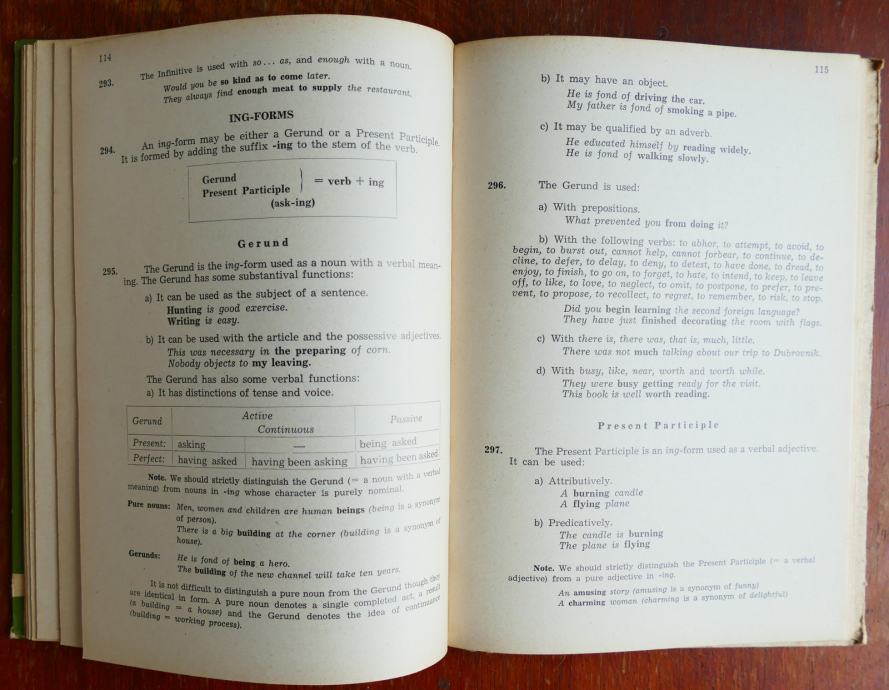 114
293. The Infinitive is used with so... as, and enough with a noun.
Would you be so kind as to come later.
They always find enough meat to supply the restaurant.
ING-FORMS
294. An ing-form may be either a Gerund or a Present Participle.
It is formed by adding the suffix -ing to the stem of the verb.
Gerund
Present Participle } = verb + ing
(ask-ing)
Gerund
295. The Gerund is the ing-form used as a noun with a verbal mean-
ing. The Gerund has some substantival functions:
a) It can be used as the subject of a sentence.
Hunting is good exercise.
Writing is easy.
b) It can be used with the article and the possessive adjectives.
This was necessary in the preparing of corn.
Nobody objects to my leaving.
The Gerund has also some verbal functions:
a) It has distinctions of tense and voice.
Gerund Active Passive
Continuous
Present: asking — being asked
Perfect: having asked having been asking having been asked
Note. We should strictly distinguish the Gerund (= a noun with a verbal
meaning) from nouns in -ing whose character is purely nominal.
Pure nouns: Men, women and children are human beings (being is a synonym
of person).
There is a big building at the corner (building is a synonym of
house).
Gerunds: He is fond of being a hero.
The building of the new channel will take ten years.
It is not difficult to distinguish a pure noun from the Gerund though they
are identical in form. A pure noun denotes a single completed act, a result
(a building = a house) and the Gerund denotes the idea of continuance
(building = working process).
115
b) It may have an object.
He is fond of driving the car.
My father is fond of smoking a pipe.
c) It may be qualified by an adverb.
He educated himself by reading widely.
He is fond of walking slowly.
296. The Gerund is used:
a) With prepositions.
What prevented you from doing it?
b) With the following verbs: to abhor, to attempt, to avoid, to
begin, to burst out, cannot help, cannot forbear, to continue, to de-
cline, to defer, to delay, to deny, to detest, to have done, to dread, to
enjoy, to finish, to go on, to forget, to hate, to intend, to keep, to leave
off, to like, to love, to neglect, to omit, to postpone, to prefer, to pre-
vent, to propose, to recollect, to regret, to remember, to risk, to stop.
Did you begin learning the second foreign language?
They have just finished decorating the room with flags.
c) With there is, there was, that is, much, little.
There was not much talking about our trip to Dubrovnik.
d) With busy, like, near, worth and worth while.
They were busy getting ready for the visit.
This book is well worth reading.
Present Participle
297. The Present Participle is an ing-form used as a verbal adjective.
It can be used:
a) Attributively.
A burning candle
A flying plane
b) Predicatively.
The candle is burning
The plane is flying
Note. We should strictly distinguish the Present Participle (= a verbal
adjective) from a pure adjective in -ing.
An amusing story (amusing is a synonym of funny)
A charming woman (charming is a synonym of delightful)